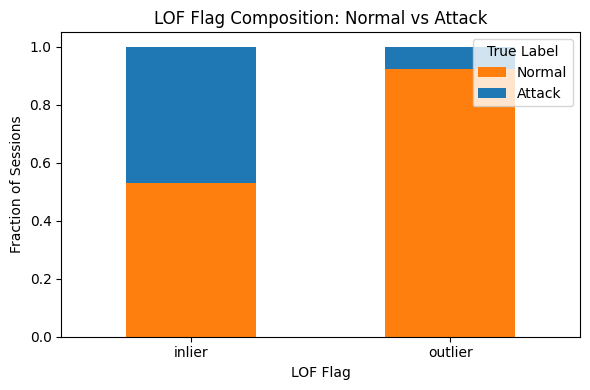 LOF Flag Composition: Normal vs Attack
True Label
Normal
Attack
1.0
0.8
0.6
0.4
0.2
0.0
Fraction of Sessions
inlier
outlier
LOF Flag